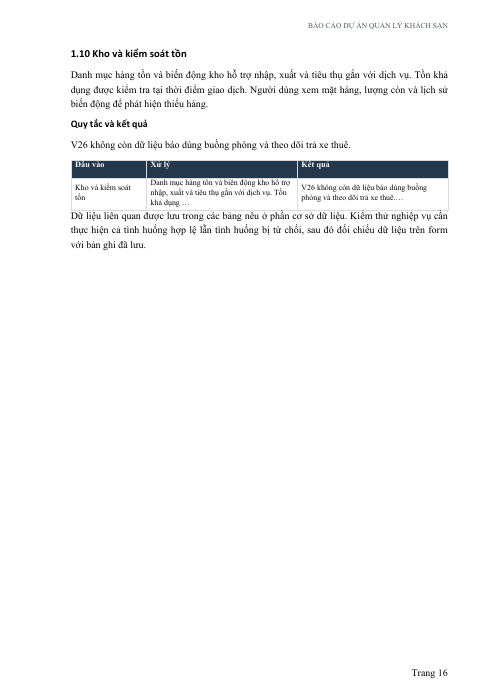 BÁO CÁO DỰ ÁN QUẢN LÝ KHÁCH SẠN
1.10 Kho và kiểm soát tồn
Danh mục hàng tồn và biến động kho hỗ trợ nhập, xuất và tiêu thụ gắn với dịch vụ. Tồn khả
dụng được kiểm tra tại thời điểm giao dịch. Người dùng xem mặt hàng, lượng còn và lịch sử
biến động để phát hiện thiếu hàng.
Quy tắc và kết quả
V26 không còn dữ liệu báo dùng buồng phòng và theo dõi trả xe thuê.
Đầu vào Xử lý Kết quả
Kho và kiểm soát tồn
Danh mục hàng tồn và biến động kho hỗ trợ
nhập, xuất và tiêu thụ gắn với dịch vụ. Tồn
khả dụng …
V26 không còn dữ liệu báo dùng buồng
phòng và theo dõi trả xe thuê.…
Dữ liệu liên quan được lưu trong các bảng nêu ở phần cơ sở dữ liệu. Kiểm thử nghiệp vụ cần
thực hiện cả tình huống hợp lệ lẫn tình huống bị từ chối, sau đó đối chiếu dữ liệu trên form
với bản ghi đã lưu.
Trang 16